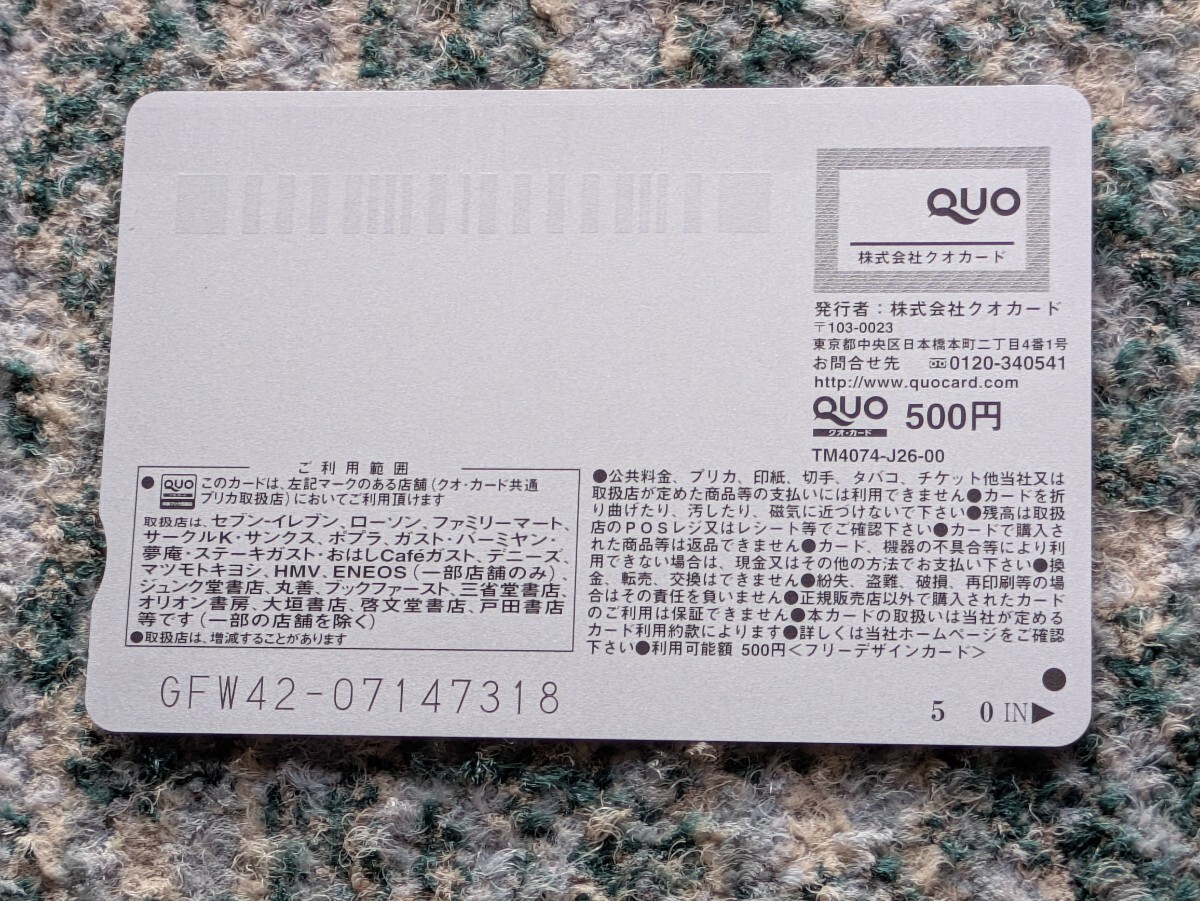 QUO
株式会社クオカード
発行者：株式会社クオカード
〒103-0023
東京都中央区日本橋本町二丁目4番1号
お問合せ先 0120-340541
http://www.quocard.com
QUO 500円
クオ・カード
TM4074-J26-00
ご利用範囲
●QUO このカードは、左記マークのある店舗（クオ・カード共通
プリカ取扱店）においてご利用頂けます
取扱店は、セブン-イレブン、ローソン、ファミリーマート、
サークルK・サンクス、ポプラ、ガスト・バーミヤン・
夢庵・ステーキガスト・おはしCaféガスト、デニーズ、
マツモトキヨシ、HMV、ENEOS（一部店舗のみ）、
ジュンク堂書店、丸善、ブックファースト、三省堂書店、
オリオン書房、大垣書店、啓文堂書店、戸田書店
等です（一部の店舗を除く）
●取扱店は、増減することがあります
●公共料金、プリカ、印紙、切手、タバコ、チケット他当社又は
取扱店が定めた商品等の支払いには利用できません●カードを折
り曲げたり、汚したり、磁気に近づけないで下さい●残高は取扱
店のPOSレジ又はレシート等でご確認下さい●カードで購入さ
れた商品等は返品できません●カード、機器の不具合等により利
用できない場合は、現金又はその他の方法でお支払い下さい●換
金、転売、交換はできません●紛失、盗難、破損、再印刷等の場
合はその責任を負いません●正規販売店以外で購入されたカード
のご利用は保証できません●本カードの取扱いは当社が定める
カード利用約款によります●詳しくは当社ホームページをご確認
下さい●利用可能額 500円＜フリーデザインカード＞
GFW42-07147318
5 0 IN▶